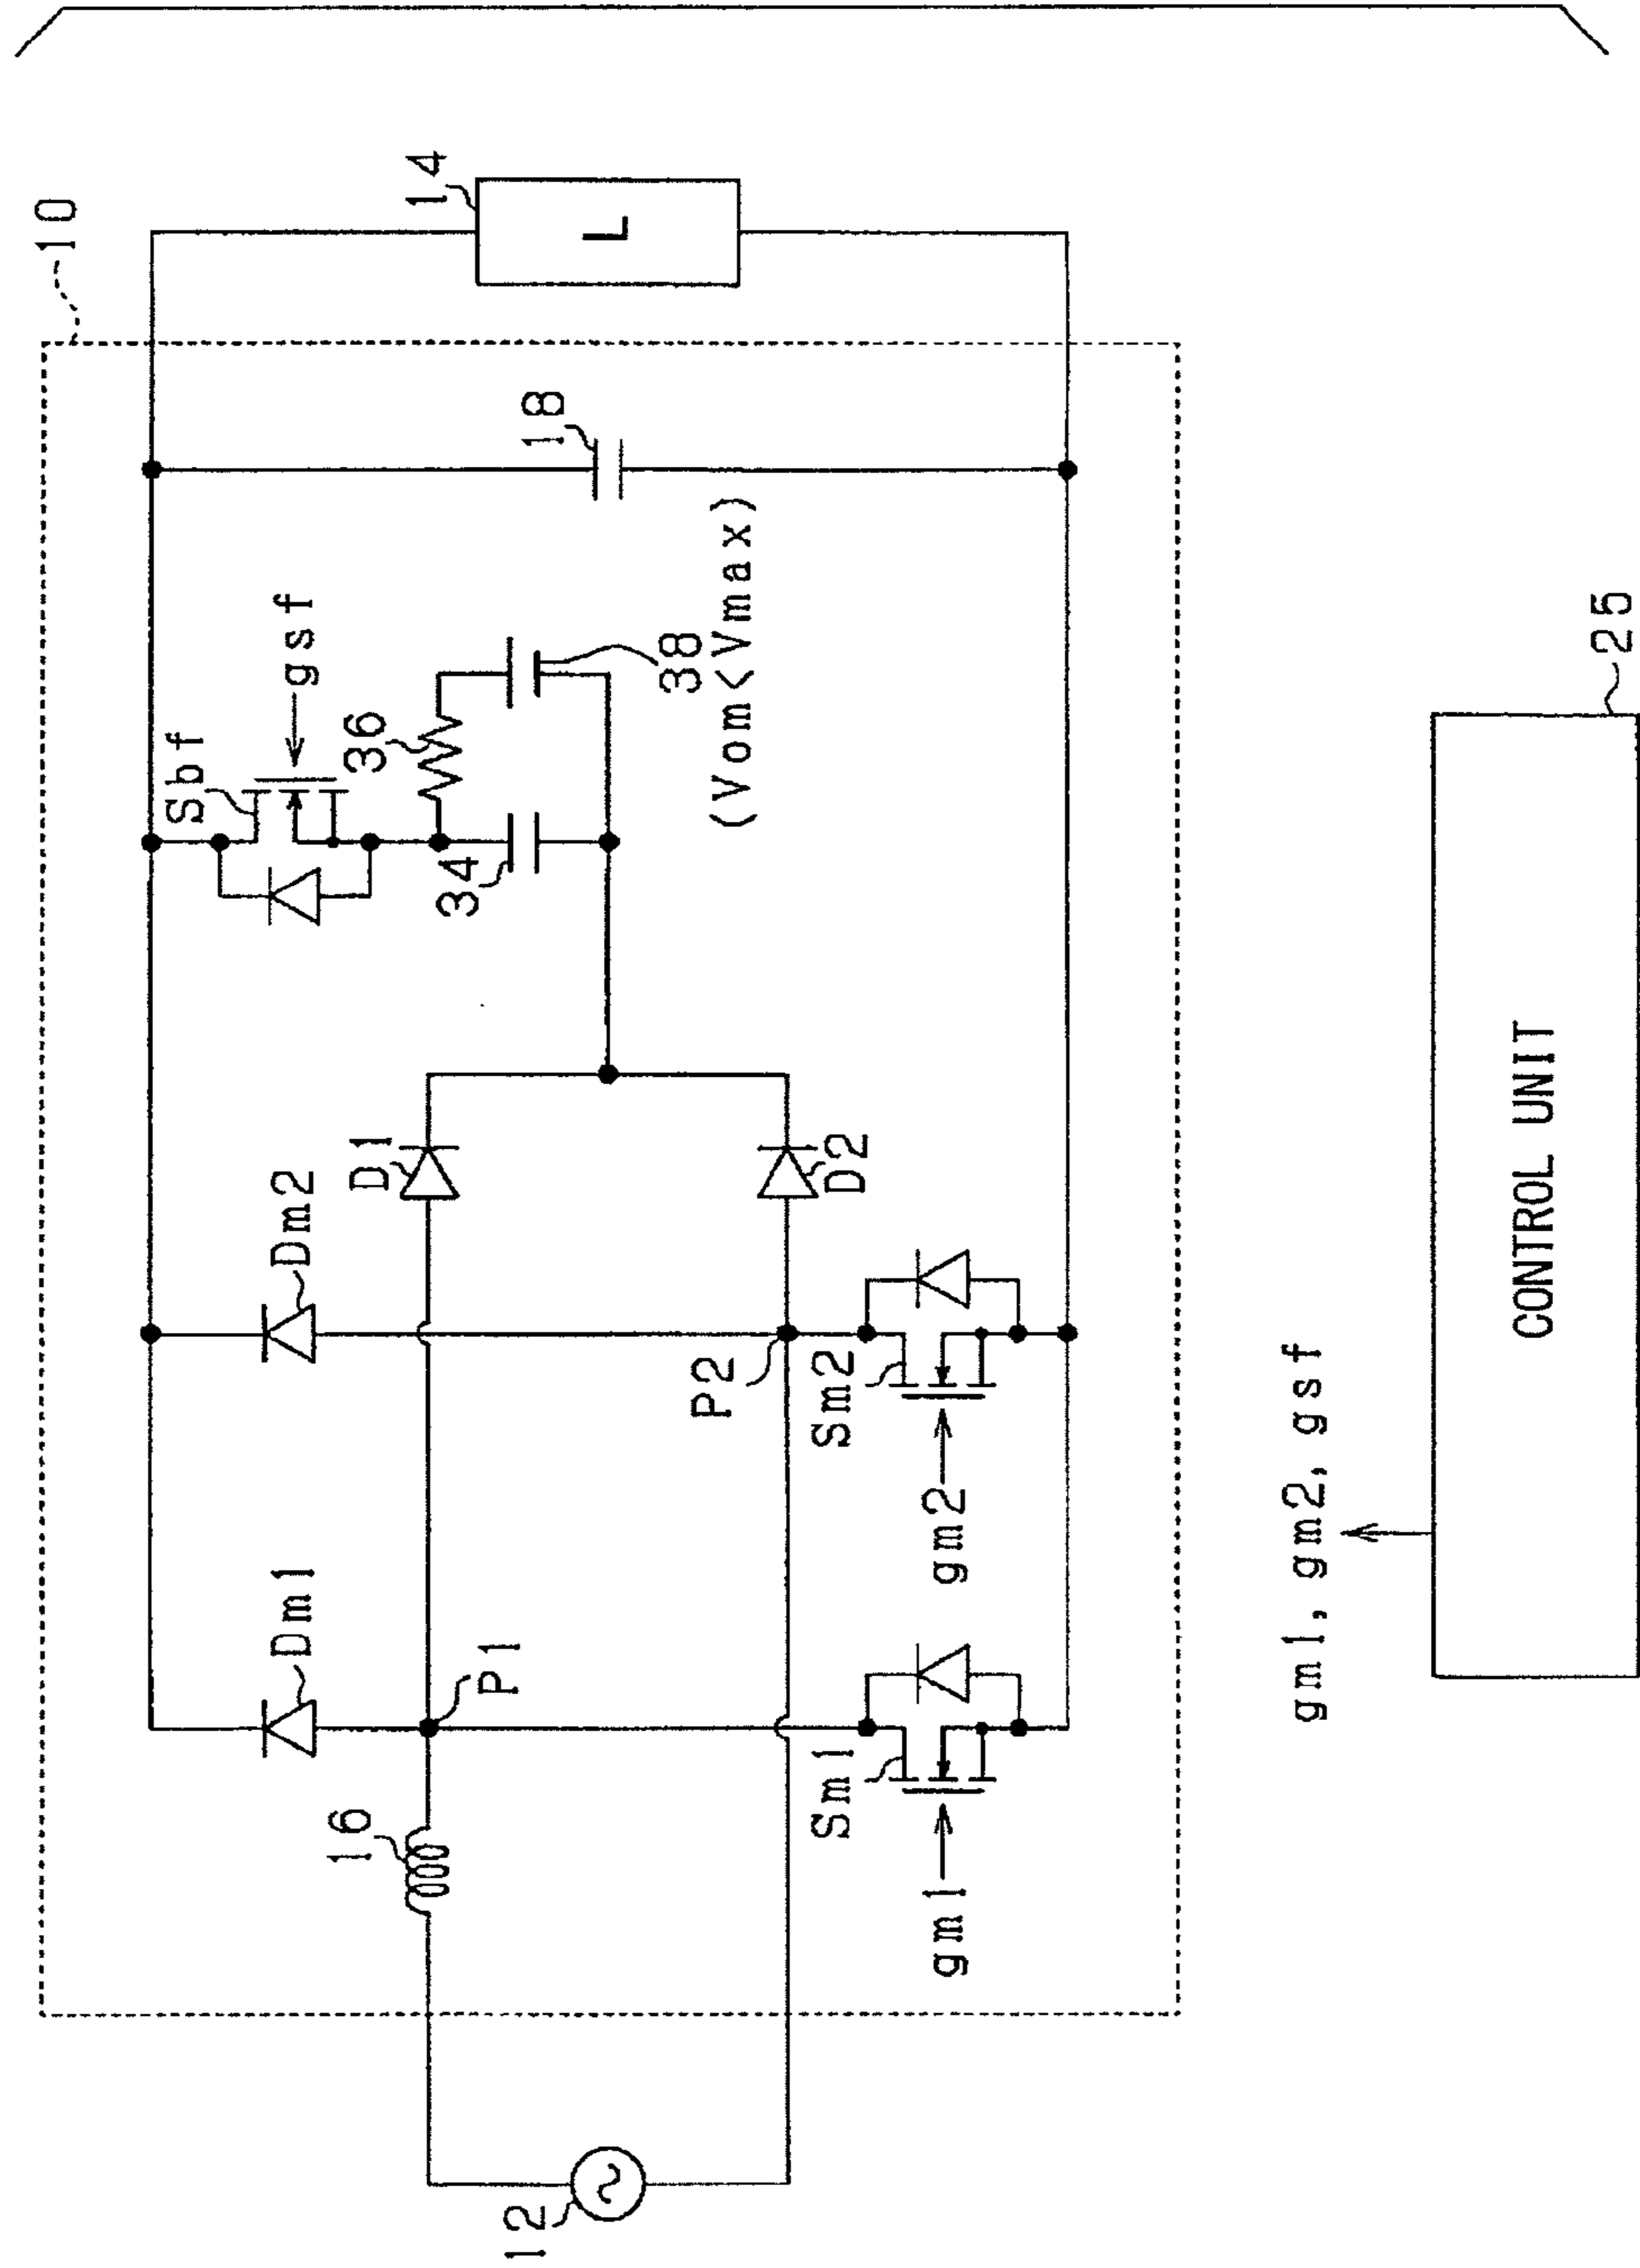 10
12
16
Dm1
Dm2
P1
D1
P2
D2
Sm1
gm1
Sm2
gm2
Sbf
gsf
34
36
38
(Vom<Vmax)
18
14
L
gm1, gm2, gsf
CONTROL UNIT
25